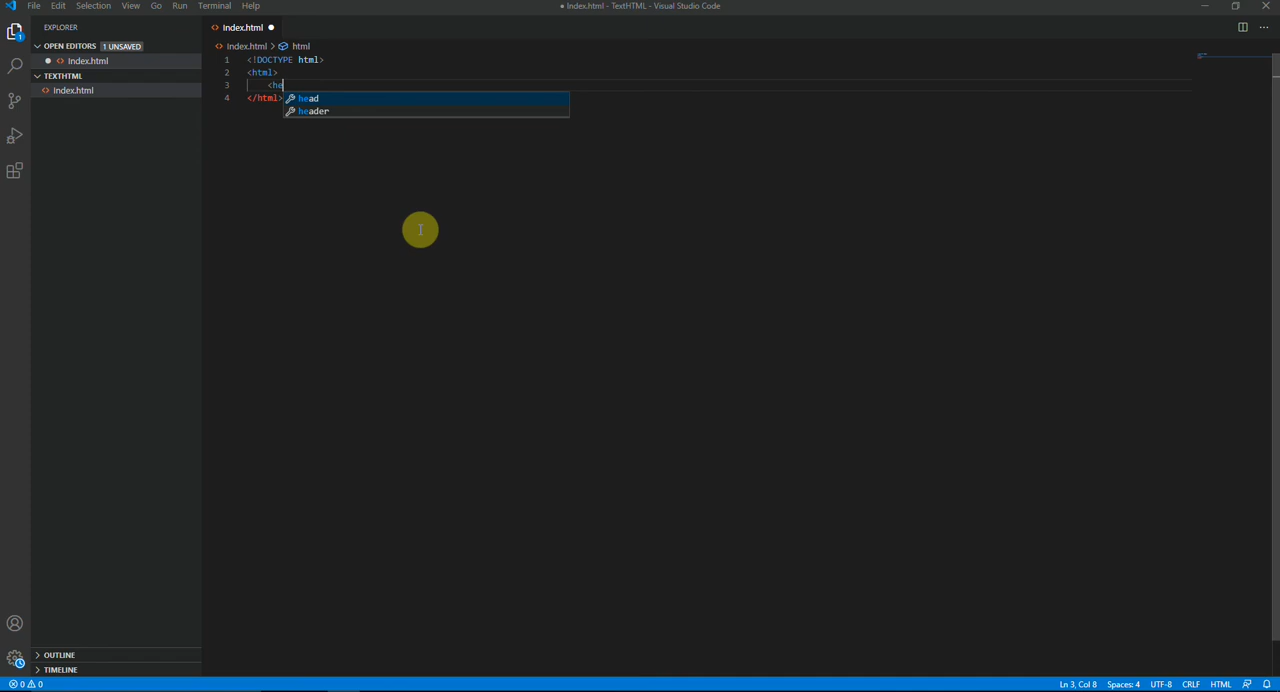 File Edit Selection View Go Run Terminal Help
● Index.html - TextHTML - Visual Studio Code
EXPLORER
OPEN EDITORS 1 UNSAVED
Index.html
TEXTHTML
Index.html
OUTLINE
TIMELINE
Index.html
Index.html > html
1 <!DOCTYPE html>
2 <html>
3 <he
4 </html>
head
header
1
0 0
Ln 3, Col 8 Spaces: 4 UTF-8 CRLF HTML